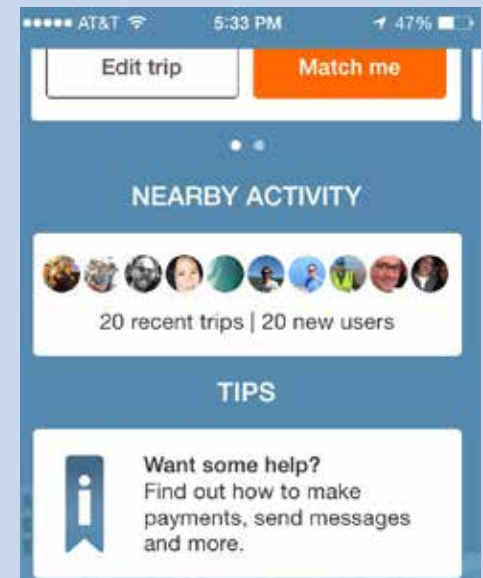 AT&T 5:33 PM 47%
Edit trip Match me
NEARBY ACTIVITY
20 recent trips | 20 new users
TIPS
i
Want some help?
Find out how to make
payments, send messages
and more.